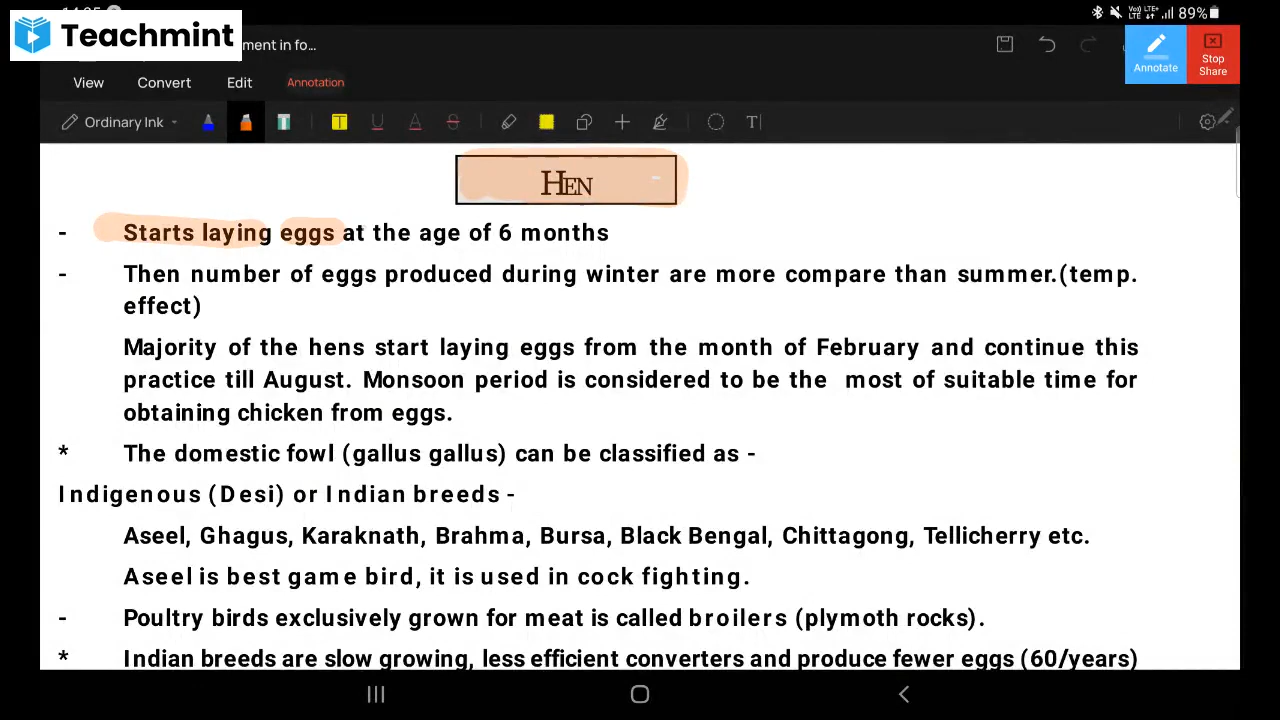 Teachmint
ment in fo...
89%
Annotate
Stop
Share
View Convert Edit Annotation
Ordinary Ink
HEN
- Starts laying eggs at the age of 6 months
- Then number of eggs produced during winter are more compare than summer.(temp.
effect)
Majority of the hens start laying eggs from the month of February and continue this
practice till August. Monsoon period is considered to be the most of suitable time for
obtaining chicken from eggs.
* The domestic fowl (gallus gallus) can be classified as -
Indigenous (Desi) or Indian breeds -
Aseel, Ghagus, Karaknath, Brahma, Bursa, Black Bengal, Chittagong, Tellicherry etc.
Aseel is best game bird, it is used in cock fighting.
- Poultry birds exclusively grown for meat is called broilers (plymoth rocks).
* Indian breeds are slow growing, less efficient converters and produce fewer eggs (60/years)